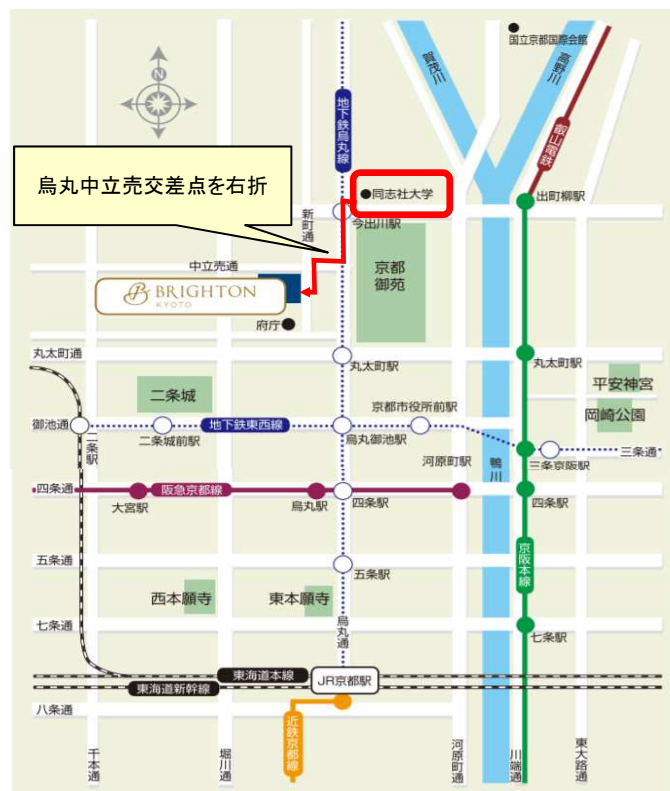 国立京都国際会館
賀茂川
高野川
N
地下鉄烏丸線
叡山電鉄
烏丸中立売交差点を右折
同志社大学
出町柳駅
新町通
今出川駅
中立売通
京都
御苑
B BRIGHTON
KYOTO
府庁
丸太町通
丸太町駅
丸太町駅
二条城
平安神宮
京都市役所前駅
岡崎公園
御池通
地下鉄東西線
二条駅
二条城前駅
烏丸御池駅
三条通
河原町駅
鴨川
三条京阪駅
四条通
阪急京都線
大宮駅
烏丸駅
四条駅
四条駅
五条通
京阪本線
五条駅
西本願寺
東本願寺
七条通
烏丸通
七条駅
東海道本線
JR京都駅
東海道新幹線
八条通
近鉄京都線
千本通
堀川通
河原町通
川端通
東大路通